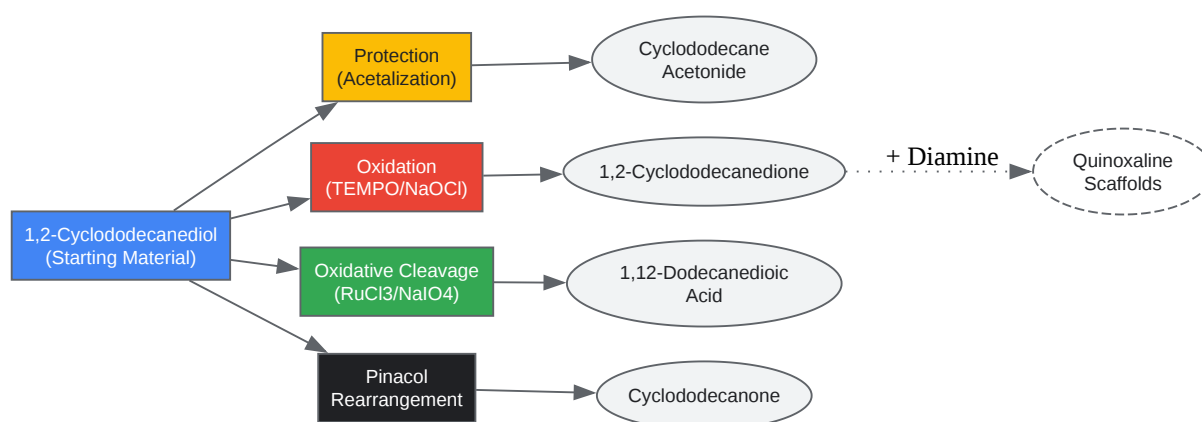 Protection
(Acetalization)
Cyclododecane
Acetonide
Oxidation
(TEMPO/NaOCl)
1,2-Cyclododecanedione
+ Diamine
Quinoxaline
Scaffolds
1,2-Cyclododecanediol
(Starting Material)
Oxidative Cleavage
(RuCl3/NaIO4)
1,12-Dodecanedioic
Acid
Pinacol
Rearrangement
Cyclododecanone